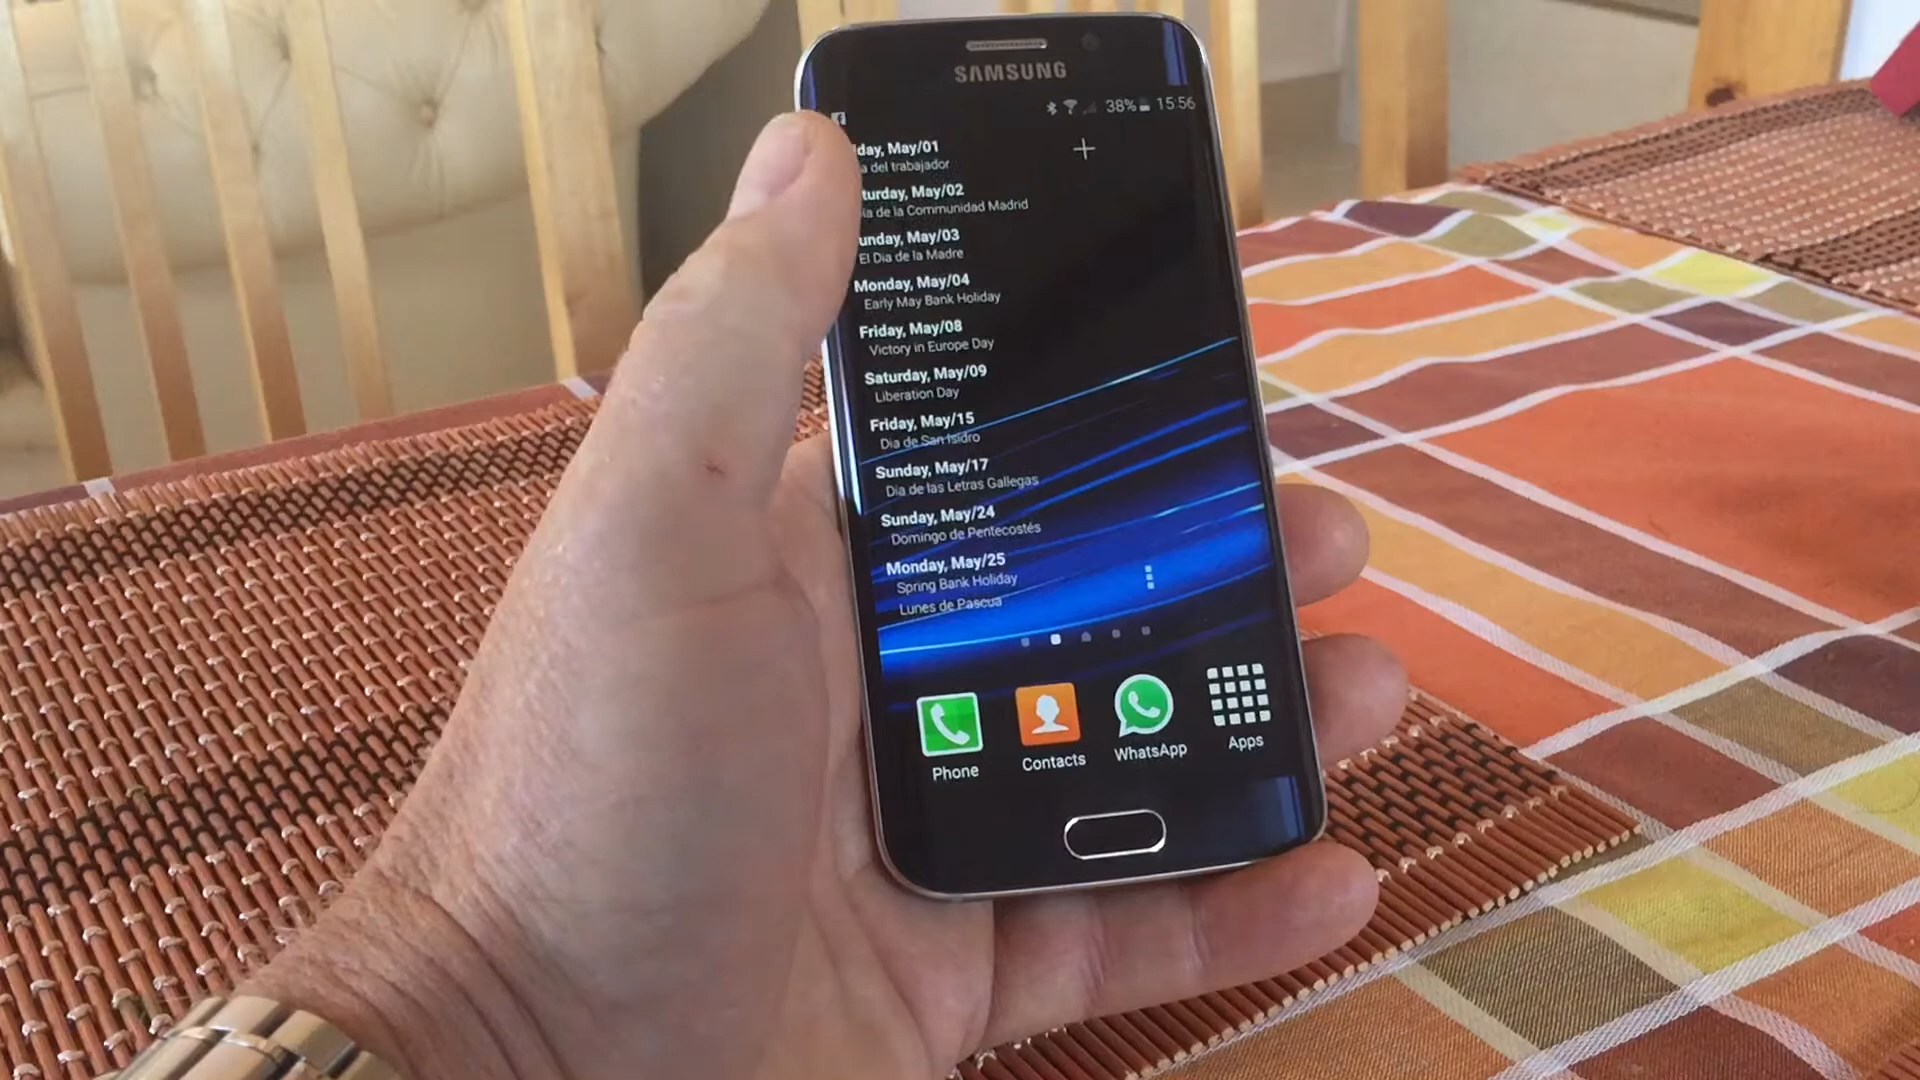 SAMSUNG
38% 15:56
day, May/01
a del trabajador
turday, May/02
ia de la Communidad Madrid
unday, May/03
El Dia de la Madre
Monday, May/04
Early May Bank Holiday
Friday, May/08
Victory in Europe Day
Saturday, May/09
Liberation Day
Friday, May/15
Dia de San Isidro
Sunday, May/17
Dia de las Letras Gallegas
Sunday, May/24
Domingo de Pentecostés
Monday, May/25
Spring Bank Holiday
Lunes de Pascua
Phone
Contacts
WhatsApp
Apps